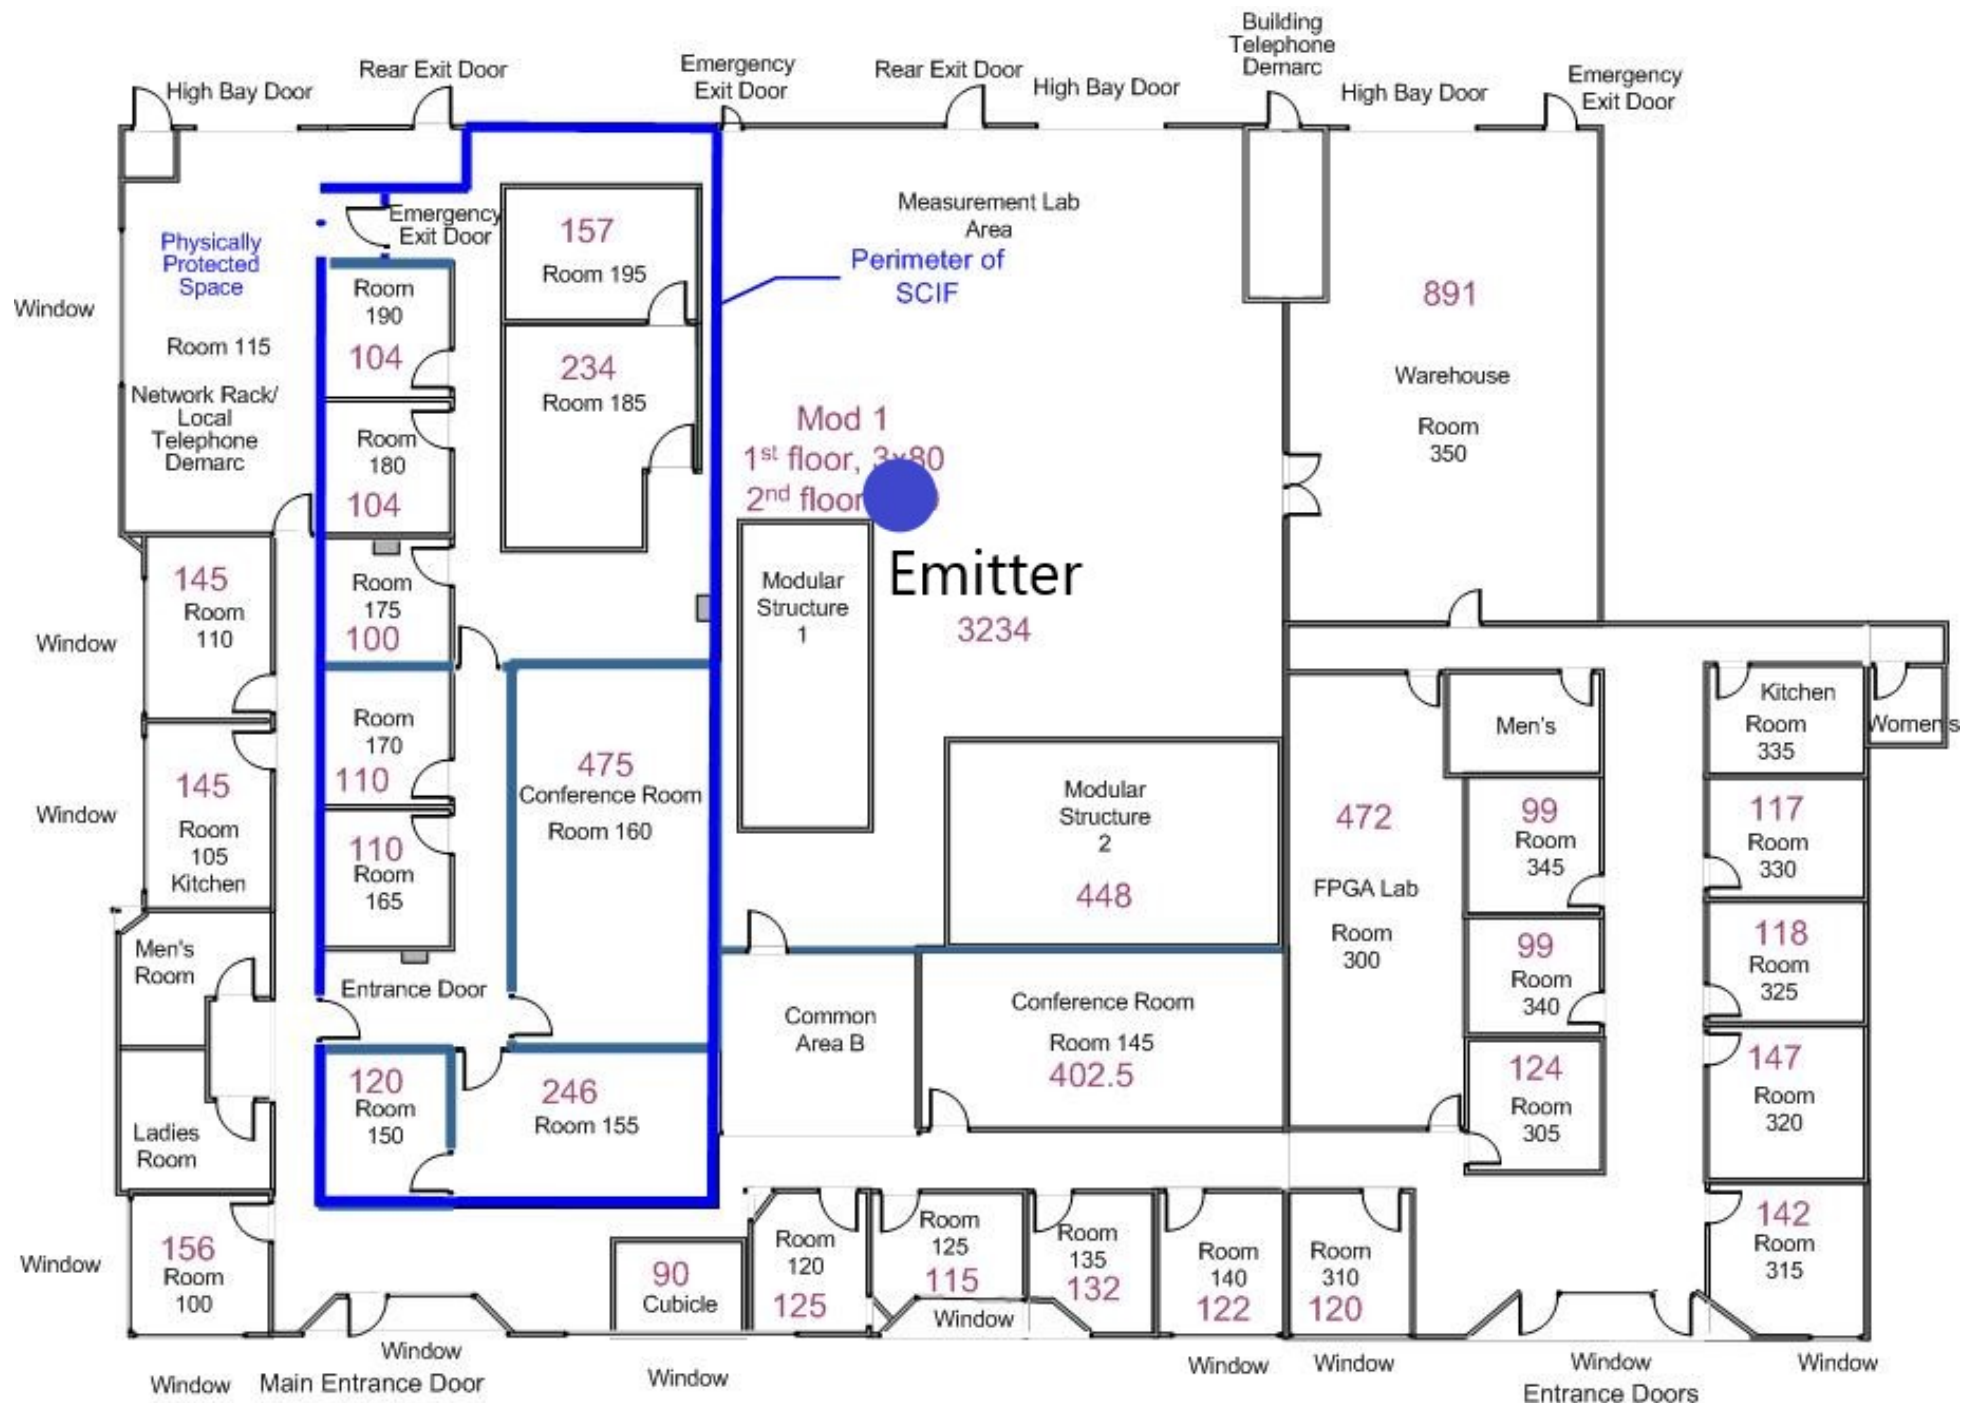 Building
Telephone
Demarc
High Bay Door
Rear Exit Door
Emergency
Exit Door
Rear Exit Door
High Bay Door
High Bay Door
Emergency
Exit Door
Physically
Protected
Space
Window
Room 115
Network Rack/
Local
Telephone
Demarc
Emergency
Exit Door
Room
190
104
Room
180
104
Room
175
100
157
Room 195
234
Room 185
Measurement Lab
Area
Perimeter of
SCIF
Mod 1
1st floor, 3x80
2nd floor
Emitter
3234
Modular
Structure
1
891
Warehouse
Room
350
145
Room
110
Window
145
Room
105
Kitchen
Window
Room
170
110
110
Room
165
475
Conference Room
Room 160
Modular
Structure
2
448
472
FPGA Lab
Room
300
Men's
Kitchen
Room
335
Women's
99
Room
345
117
Room
330
99
Room
340
118
Room
325
124
Room
305
147
Room
320
142
Room
315
Men's
Room
Ladies
Room
Entrance Door
120
Room
150
246
Room 155
Common
Area B
Conference Room
Room 145
402.5
Window
156
Room
100
90
Cubicle
Room
120
125
Room
125
115
Window
Room
135
132
Room
140
122
Room
310
120
Window
Window
Main Entrance Door
Window
Window
Window
Window
Entrance Doors
Window